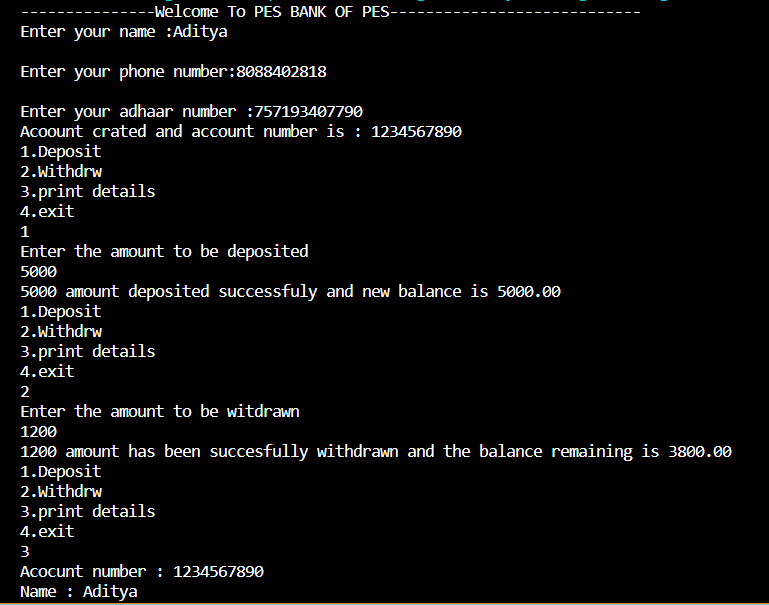 ---------------Welcome To PES BANK OF PES----------------------------
Enter your name :Aditya
Enter your phone number:8088402818
Enter your adhaar number :757193407790
Acoount crated and account number is : 1234567890
1.Deposit
2.Withdrw
3.print details
4.exit
1
Enter the amount to be deposited
5000
5000 amount deposited successfuly and new balance is 5000.00
1.Deposit
2.Withdrw
3.print details
4.exit
2
Enter the amount to be witdrawn
1200
1200 amount has been succesfully withdrawn and the balance remaining is 3800.00
1.Deposit
2.Withdrw
3.print details
4.exit
3
Acocunt number : 1234567890
Name : Aditya